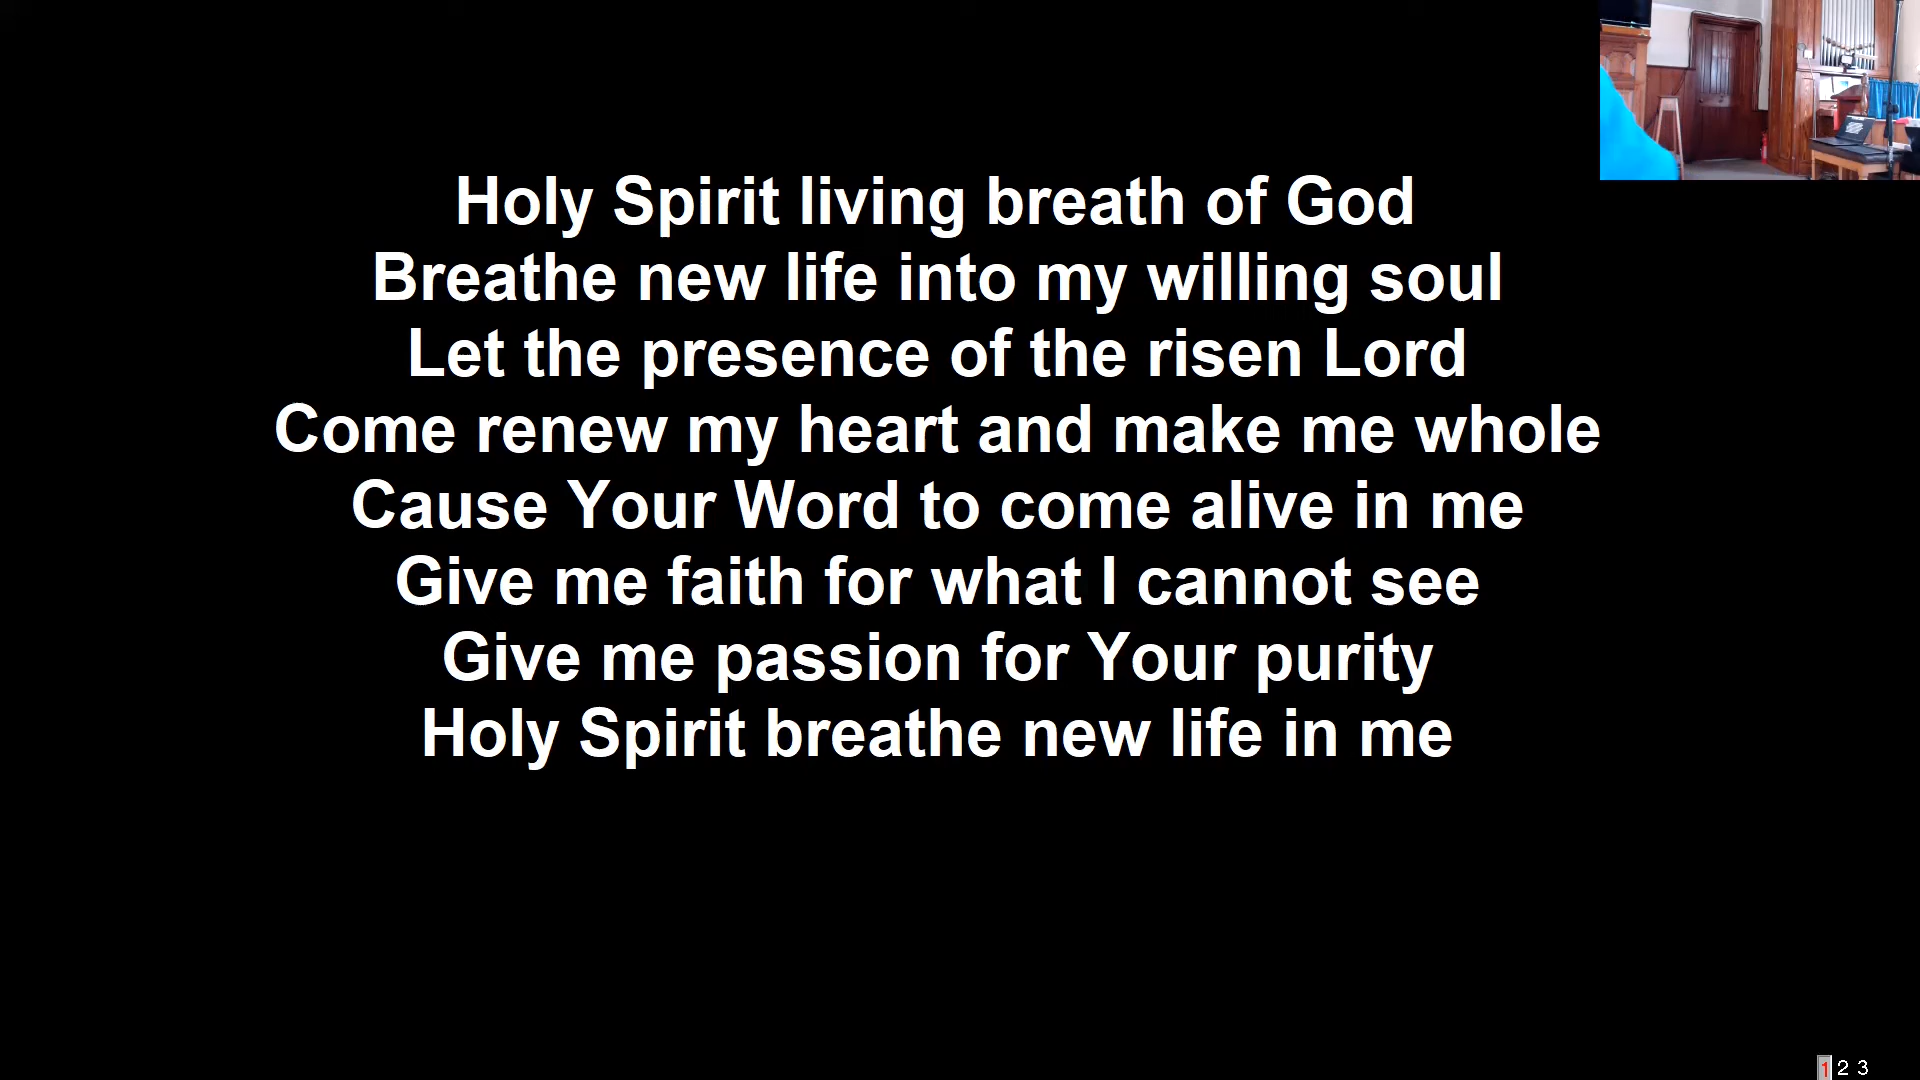 Holy Spirit living breath of God
Breathe new life into my willing soul
Let the presence of the risen Lord
Come renew my heart and make me whole
Cause Your Word to come alive in me
Give me faith for what I cannot see
Give me passion for Your purity
Holy Spirit breathe new life in me
1 2 3